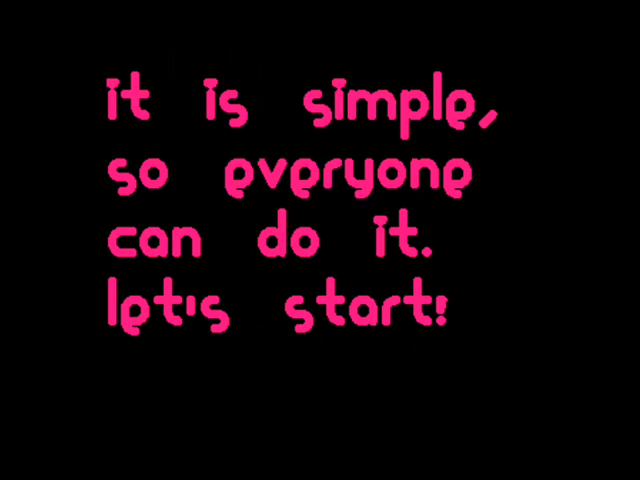 it is simple,
so everyone
can do it.
let's start!